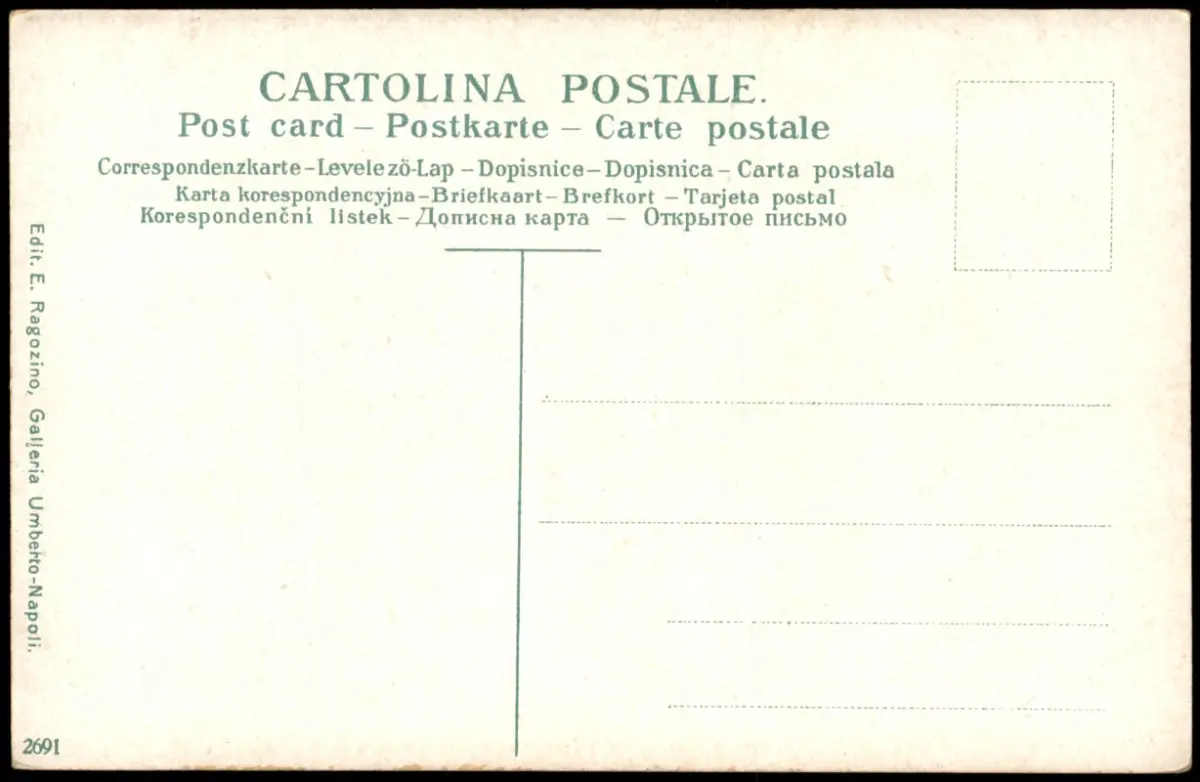 CARTOLINA POSTALE.
Post card – Postkarte – Carte postale
Correspondenzkarte – Levelezö-Lap – Dopisnice – Dopisnica – Carta postala
Karta korespondencyjna – Briefkaart – Brefkort – Tarjeta postal
Korespondenční listek – Дописна карта — Открытое письмо
Edit. E. Ragozino, Galleria Umberto-Napoli.
2691